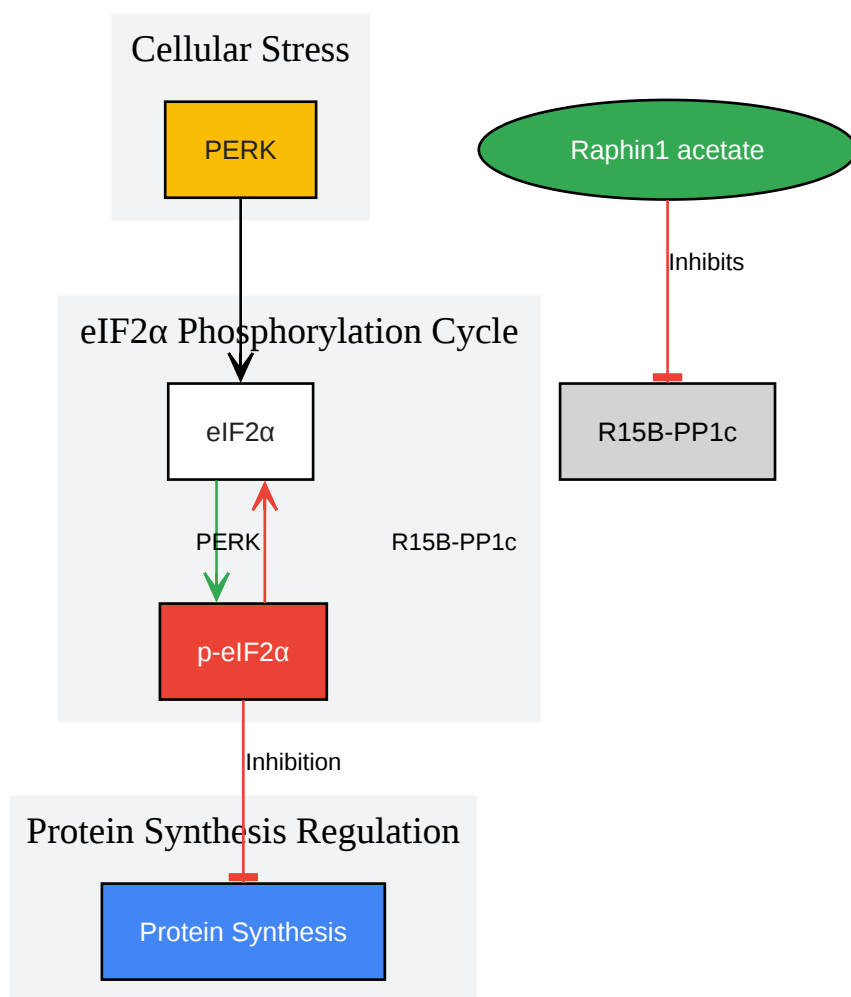 Cellular Stress
PERK
Raphin1 acetate
Inhibits
eIF2α Phosphorylation Cycle
eIF2α
R15B-PP1c
PERK
R15B-PP1c
p-eIF2α
Inhibition
Protein Synthesis Regulation
Protein Synthesis